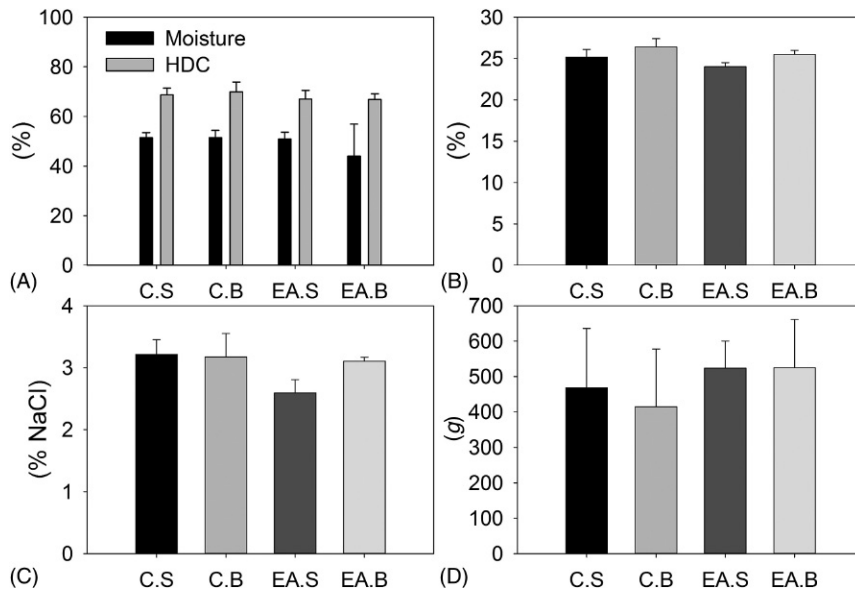 100
80
60
40
20
0
(%)
Moisture
HDC
C.S C.B EA.S EA.B
(A)
30
25
20
15
10
5
0
(%)
C.S C.B EA.S EA.B
(B)
4
3
2
1
0
(% NaCl)
C.S C.B EA.S EA.B
(C)
700
600
500
400
300
200
100
0
(g)
C.S C.B EA.S EA.B
(D)